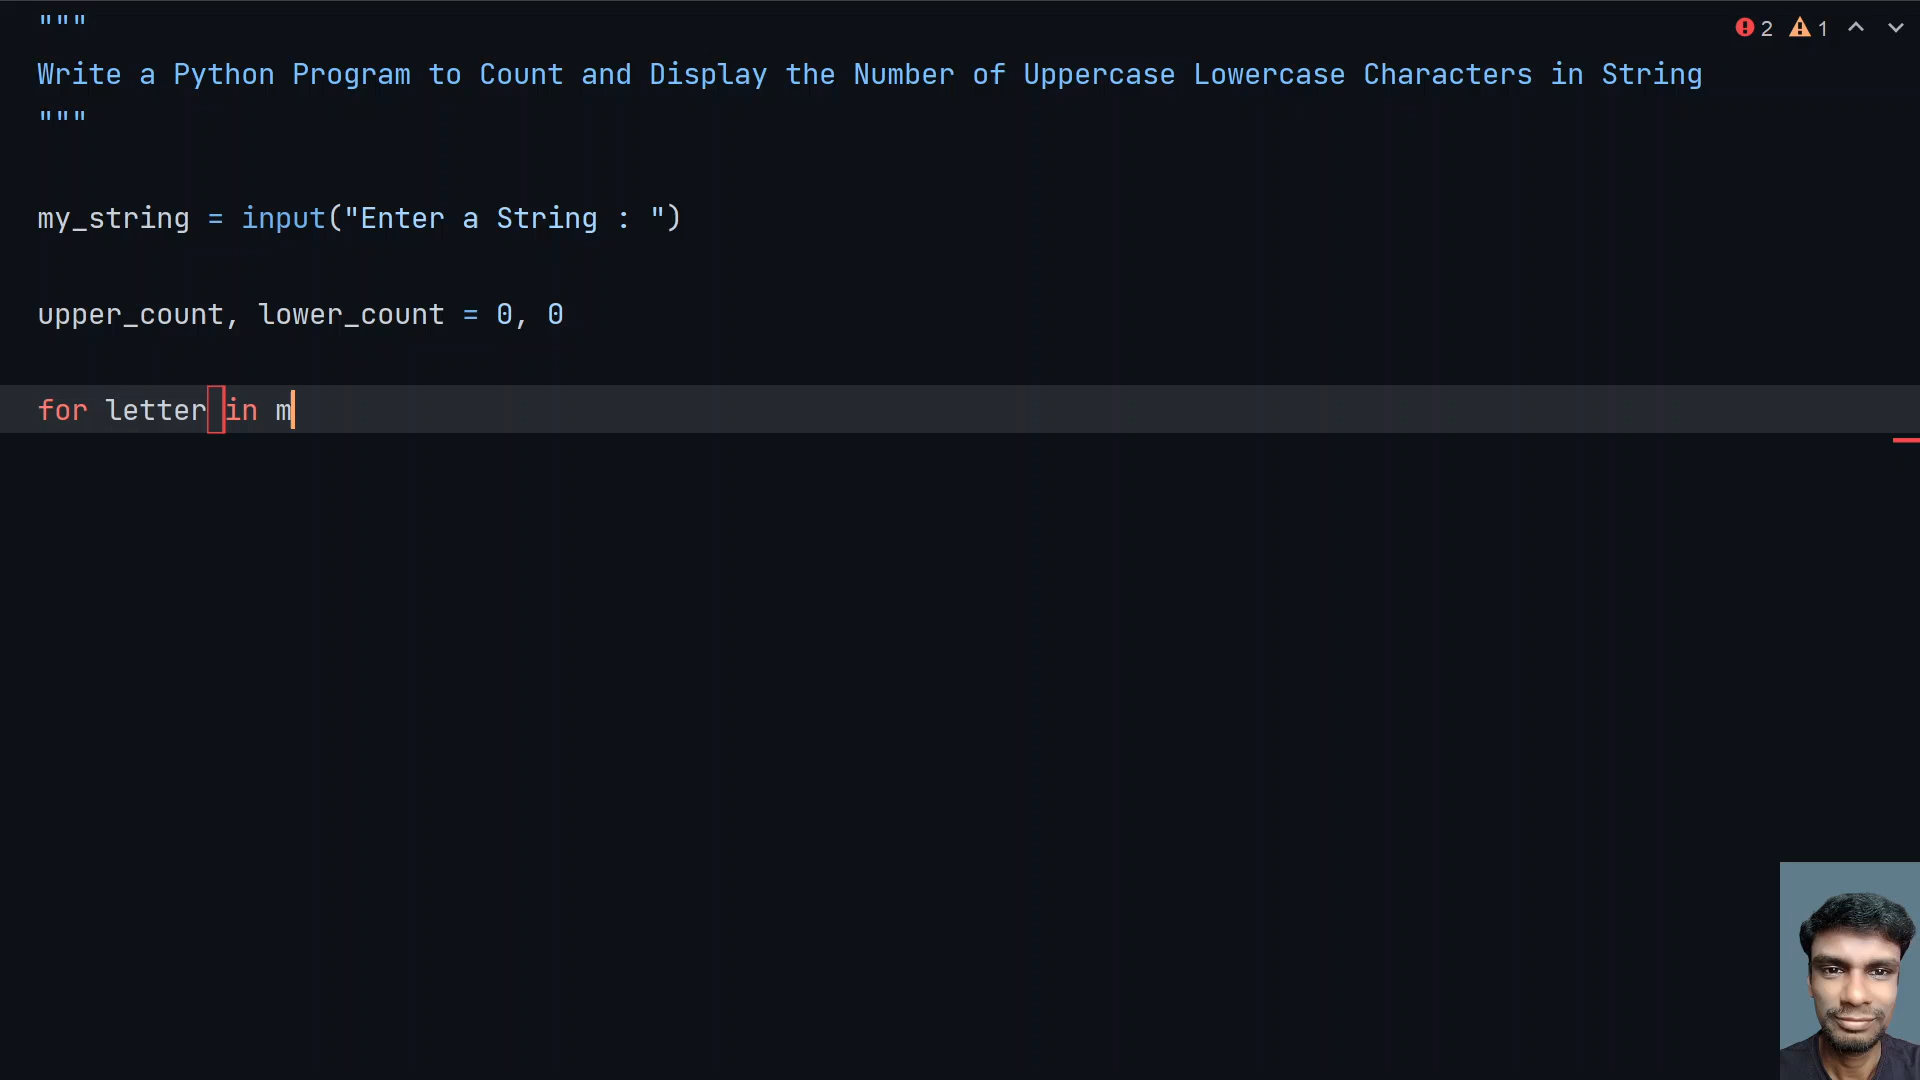 """
2 1
Write a Python Program to Count and Display the Number of Uppercase Lowercase Characters in String
"""
my_string = input("Enter a String : ")
upper_count, lower_count = 0, 0
for letter in m